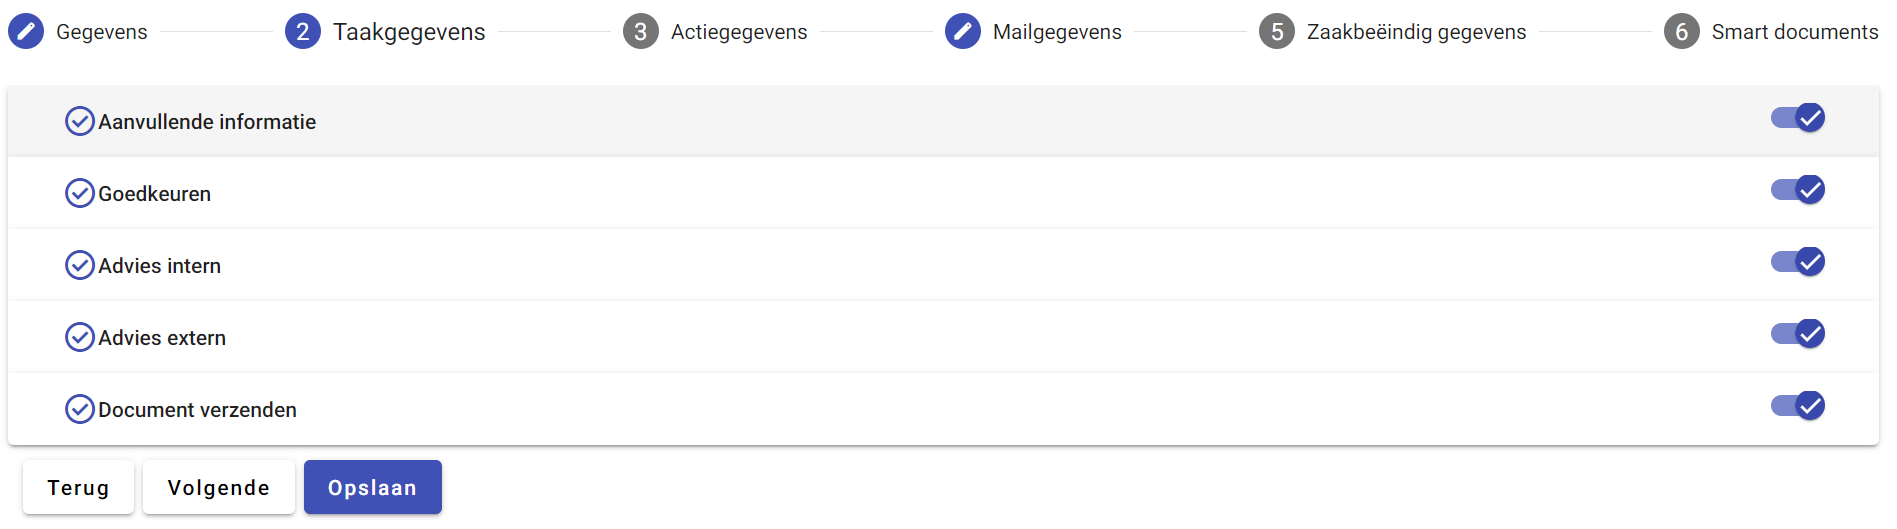 Gegevens 2 Taakgegevens 3 Actiegegevens Mailgegevens 5 Zaakbeëindig gegevens 6 Smart documents
Aanvullende informatie
Goedkeuren
Advies intern
Advies extern
Document verzenden
Terug Volgende Opslaan